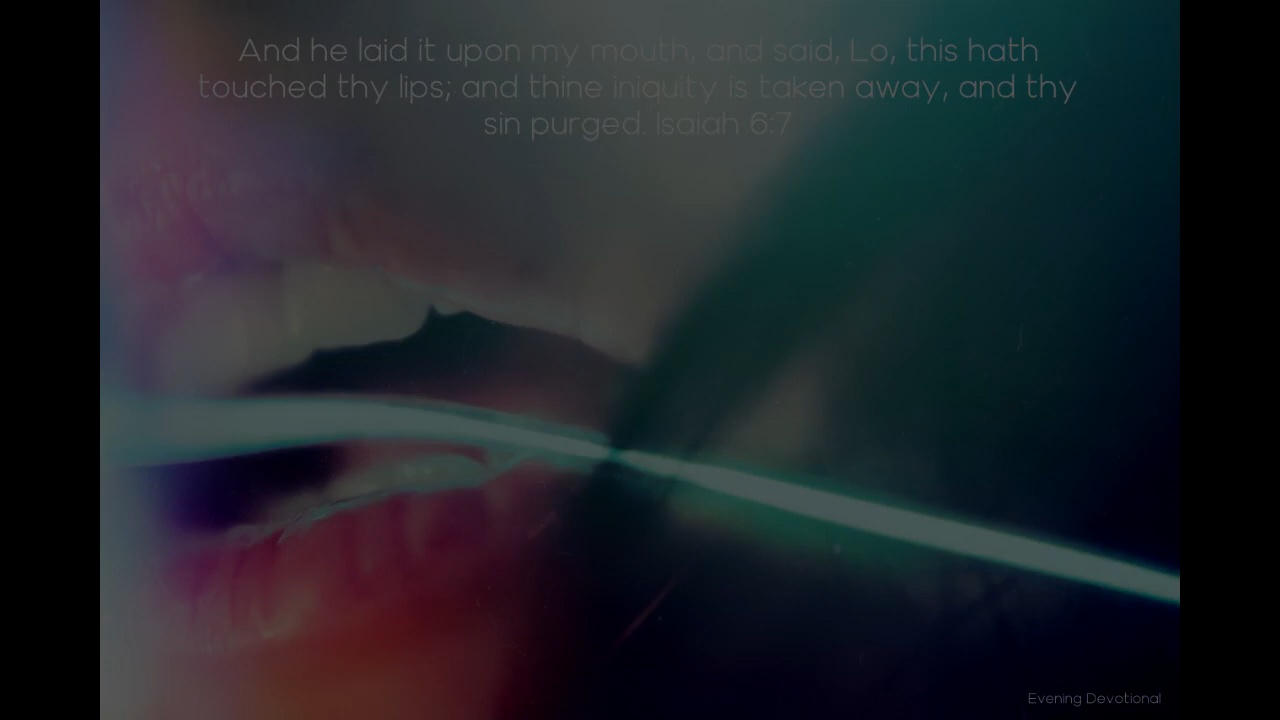 And he laid it upon my mouth, and said, Lo, this hath
touched thy lips; and thine iniquity is taken away, and thy
sin purged. Isaiah 6:7
Evening Devotional